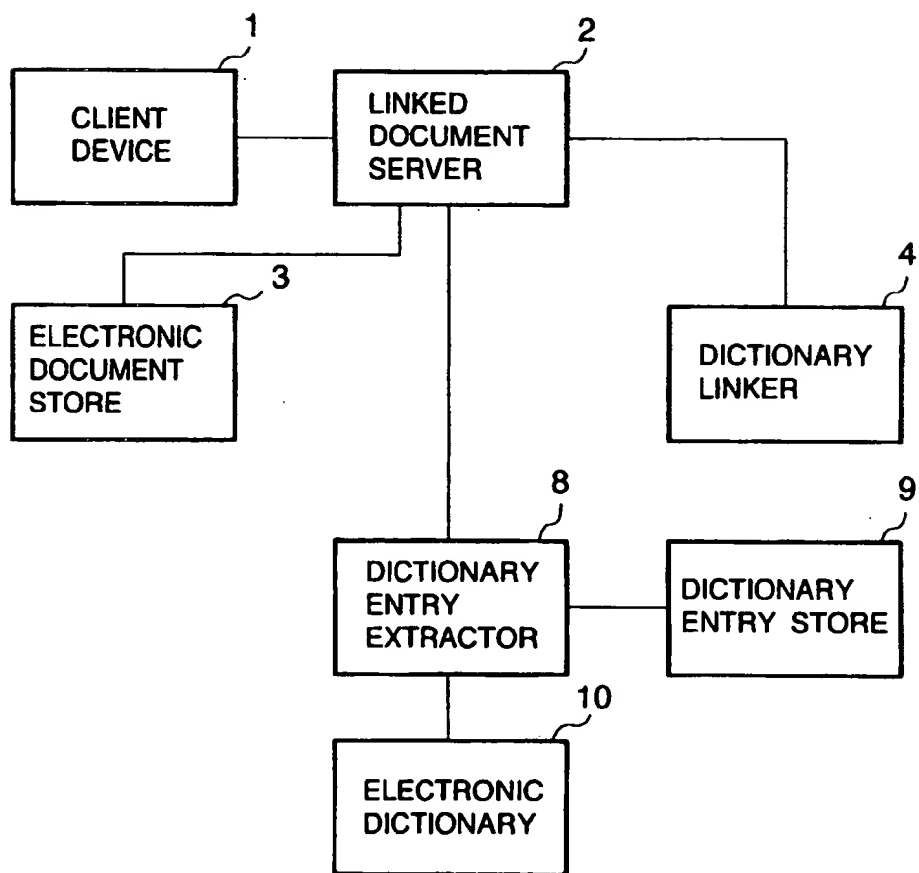 1
CLIENT
DEVICE
2
LINKED
DOCUMENT
SERVER
3
ELECTRONIC
DOCUMENT
STORE
4
DICTIONARY
LINKER
8
DICTIONARY
ENTRY
EXTRACTOR
9
DICTIONARY
ENTRY STORE
10
ELECTRONIC
DICTIONARY